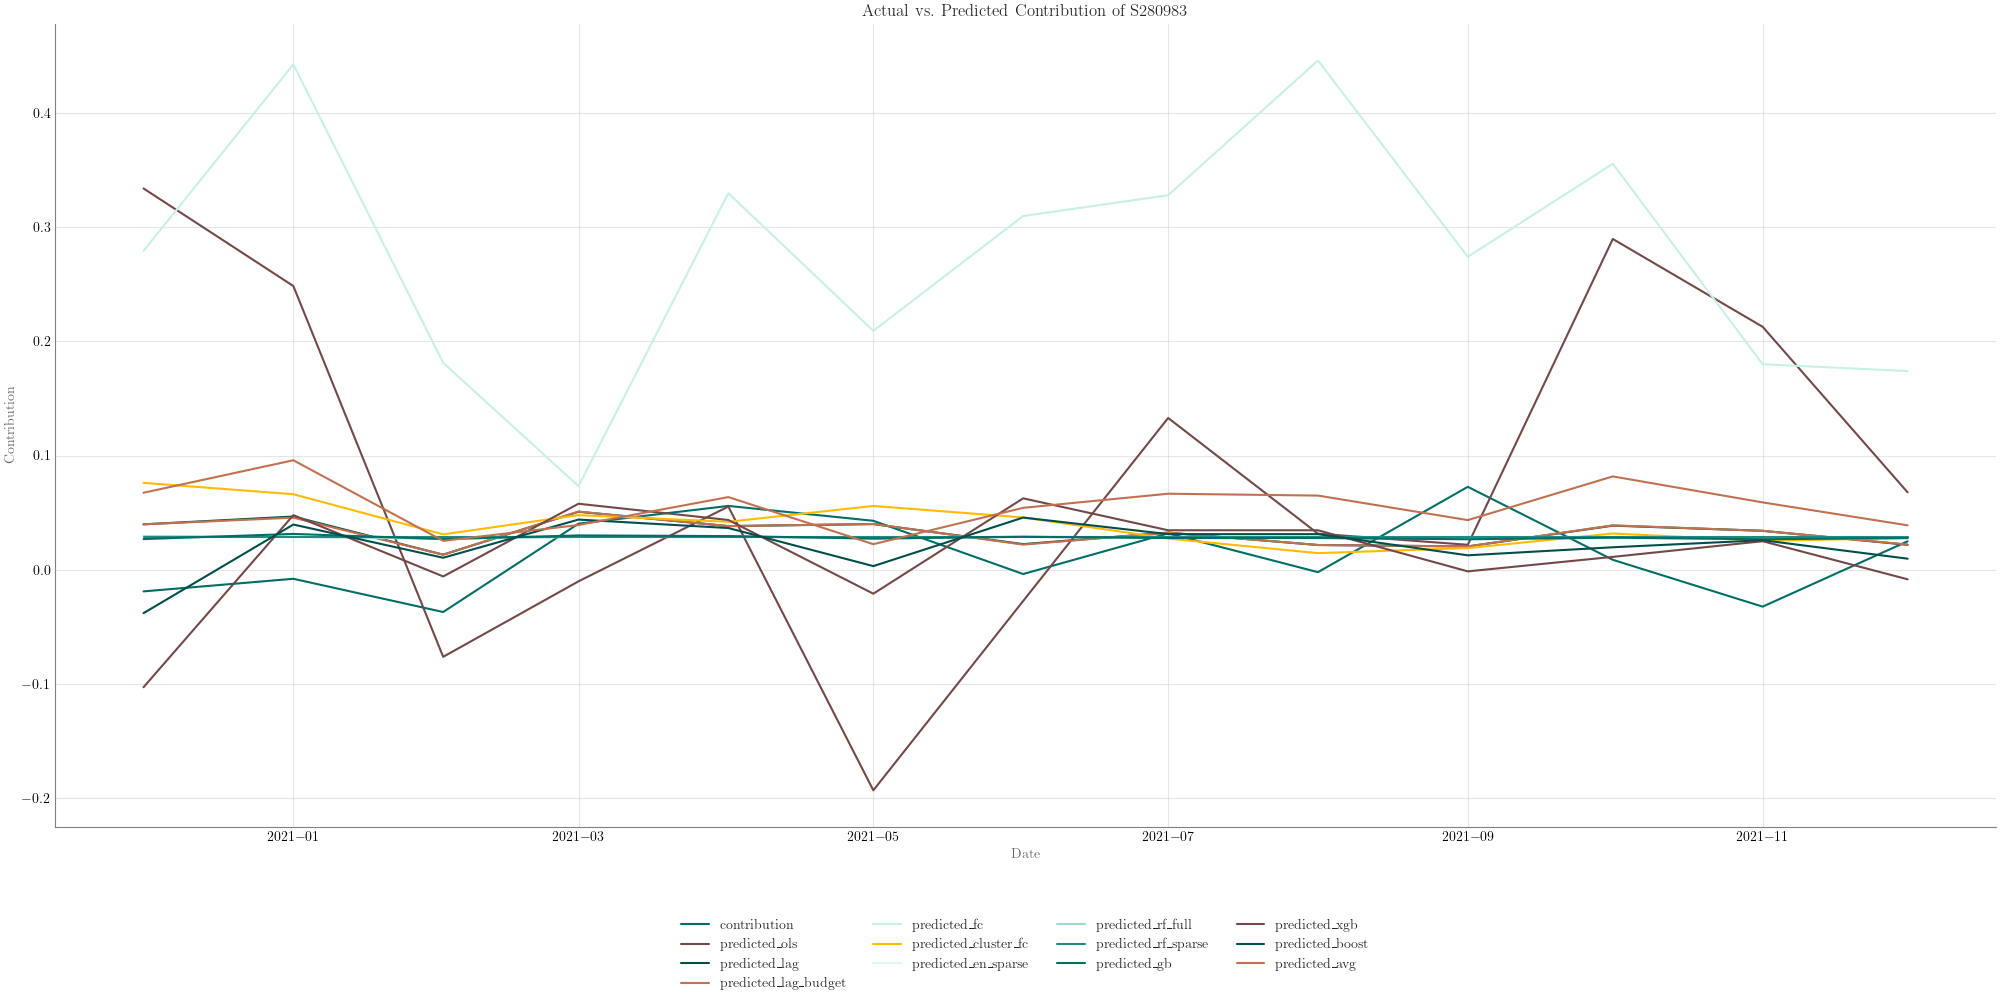 Actual vs. Predicted Contribution of S280983
0.4
0.3
0.2
0.1
0.0
−0.1
−0.2
Contribution
2021−01 2021−03 2021−05 2021−07 2021−09 2021−11
Date
contribution predicted_fc predicted_rf_full predicted_xgb
predicted_ols predicted_cluster_fc predicted_rf_sparse predicted_boost
predicted_lag predicted_en_sparse predicted_gb predicted_avg
predicted_lag_budget